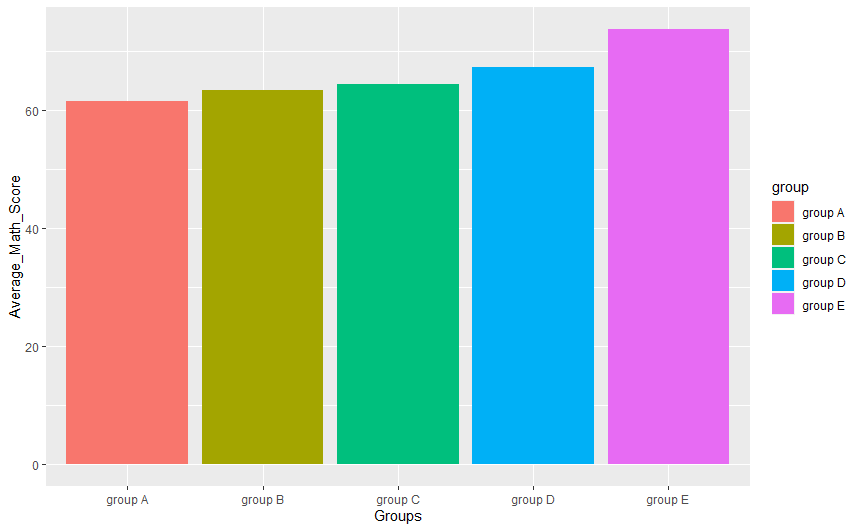 60
40
20
0
Average_Math_Score
group A
group B
group C
group D
group E
Groups
group
group A
group B
group C
group D
group E